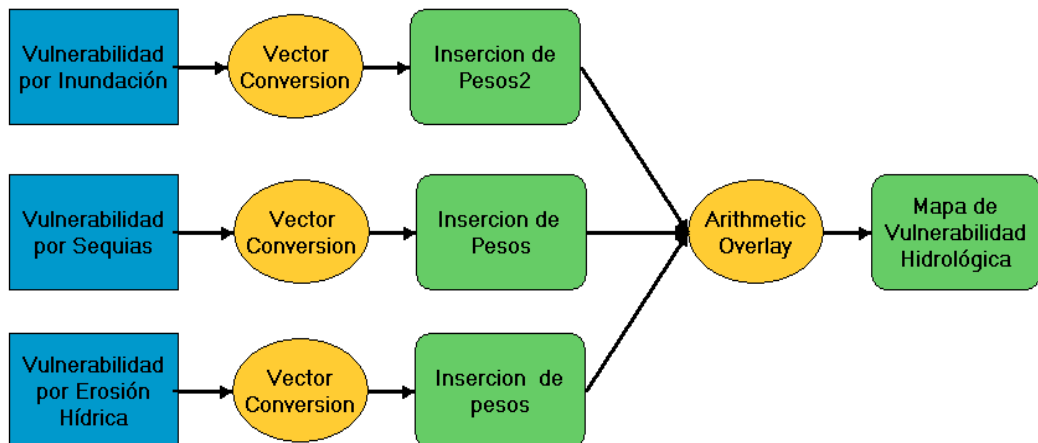 Vulnerabilidad
por Inundación
Vector
Conversion
Insercion de
Pesos2
Vulnerabilidad
por Sequias
Vector
Conversion
Insercion de
Pesos
Arithmetic
Overlay
Mapa de
Vulnerabilidad
Hidrológica
Vulnerabilidad
por Erosión
Hídrica
Vector
Conversion
Insercion de
pesos